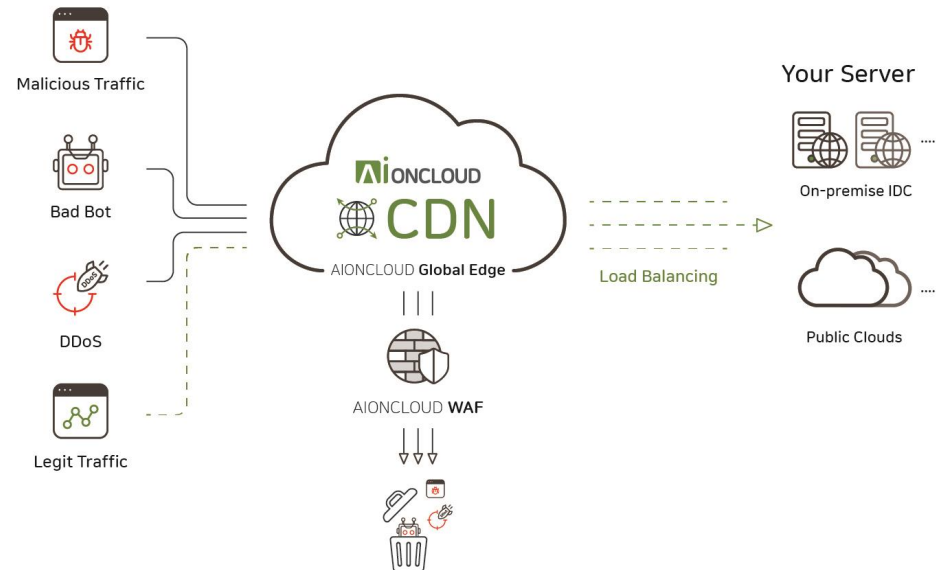 Malicious Traffic
Bad Bot
DDoS
DDoS
Legit Traffic
AiONCLOUD
CDN
AIONCLOUD Global Edge
AIONCLOUD WAF
Load Balancing
Your Server
On-premise IDC
Public Clouds